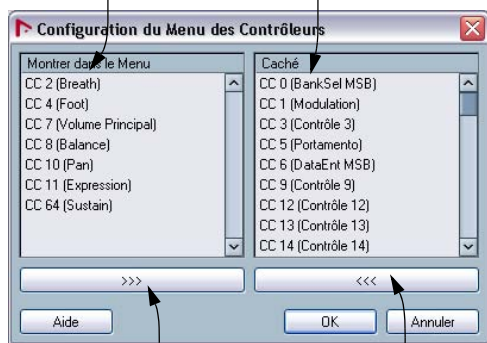 Configuration du Menu des Contrôleurs
Montrer dans le Menu
CC 2 (Breath)
CC 4 (Foot)
CC 7 (Volume Principal)
CC 8 (Balance)
CC 10 (Pan)
CC 11 (Expression)
CC 64 (Sustain)
>>>
Caché
CC 0 (BankSel MSB)
CC 1 (Modulation)
CC 3 (Contrôle 3)
CC 5 (Portamento)
CC 6 (DataEnt MSB)
CC 9 (Contrôle 9)
CC 12 (Contrôle 12)
CC 13 (Contrôle 13)
CC 14 (Contrôle 14)
<<<
Aide
OK
Annuler